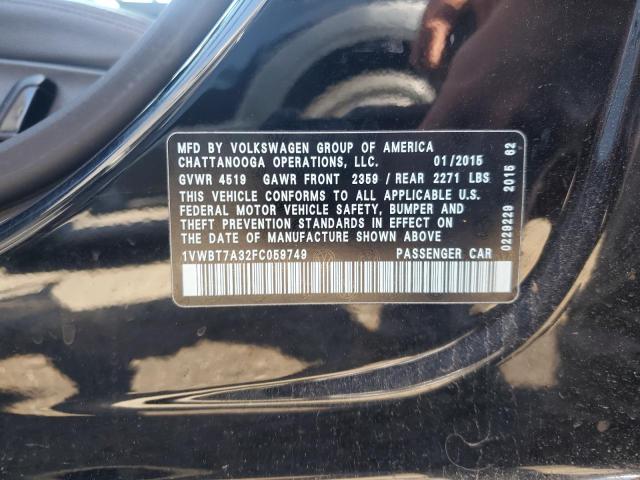 MFD BY VOLKSWAGEN GROUP OF AMERICA
CHATTANOOGA OPERATIONS, LLC. 01/2015
GVWR 4519 GAWR FRONT 2359 / REAR 2271 LBS
THIS VEHICLE CONFORMS TO ALL APPLICABLE U.S.
FEDERAL MOTOR VEHICLE SAFETY, BUMPER AND
THEFT PREVENTION STANDARDS IN EFFECT ON THE
DATE OF MANUFACTURE SHOWN ABOVE
1VWBT7A32FC059749 PASSENGER CAR
0229229 2015 62